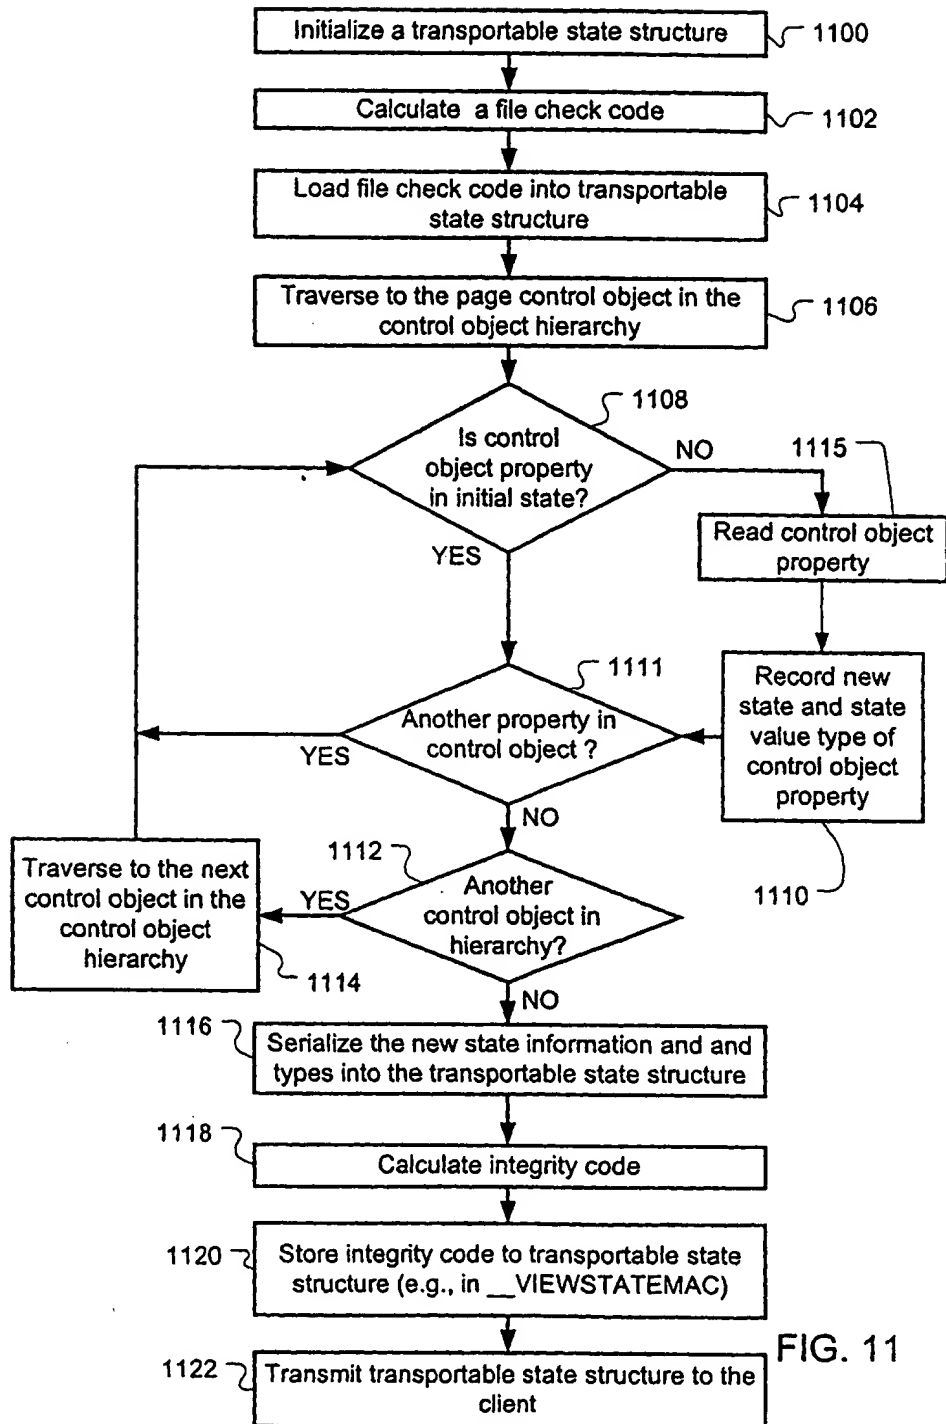 Initialize a transportable state structure
1100
Calculate a file check code
1102
Load file check code into transportable
state structure
1104
Traverse to the page control object in the
control object hierarchy
1106
1108
Is control
object property
in initial state?
NO
1115
YES
Read control object
property
1111
Another property in
control object ?
YES
Record new
state and state
value type of
control object
property
NO
1110
1112
Traverse to the next
control object in the
control object
hierarchy
YES
Another
control object in
hierarchy?
1114
NO
1116
Serialize the new state information and and
types into the transportable state structure
1118
Calculate integrity code
1120
Store integrity code to transportable state
structure (e.g., in __VIEWSTATEMAC)
FIG. 11
1122
Transmit transportable state structure to the
client